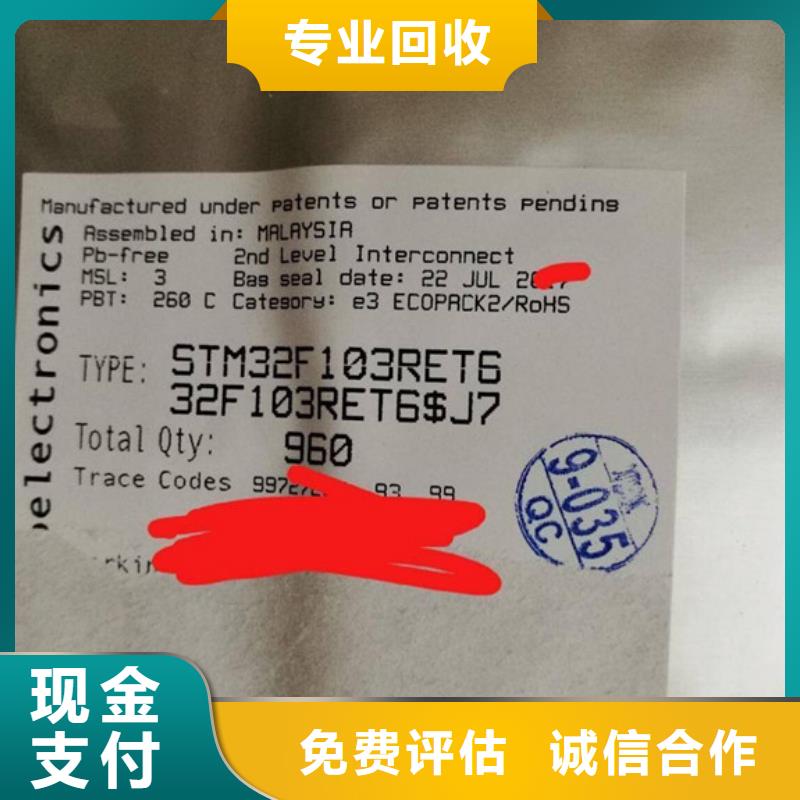 专业回收
Manufactured under patents or patents pending
Assembled in: MALAYSIA
Pb-free 2nd Level Interconnect
MSL: 3 Bag seal date: 22 JUL
PBT: 260 C Category: e3 ECOPACK2/RoHS
TYPE: STM32F103RET6
32F103RET6$J7
Total Qty: 960
Trace Codes 93 99
electronics
9-035
QC
现金
支付
免费评估 诚信合作